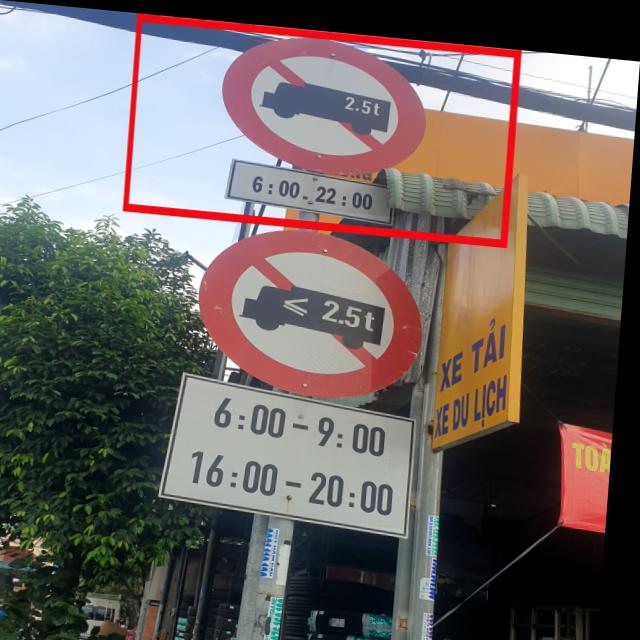 2.5t
6:00-22:00
≤ 2.5t
6:00-9:00
16:00-20:00
XE TẢI
XE DU LỊCH
TOA